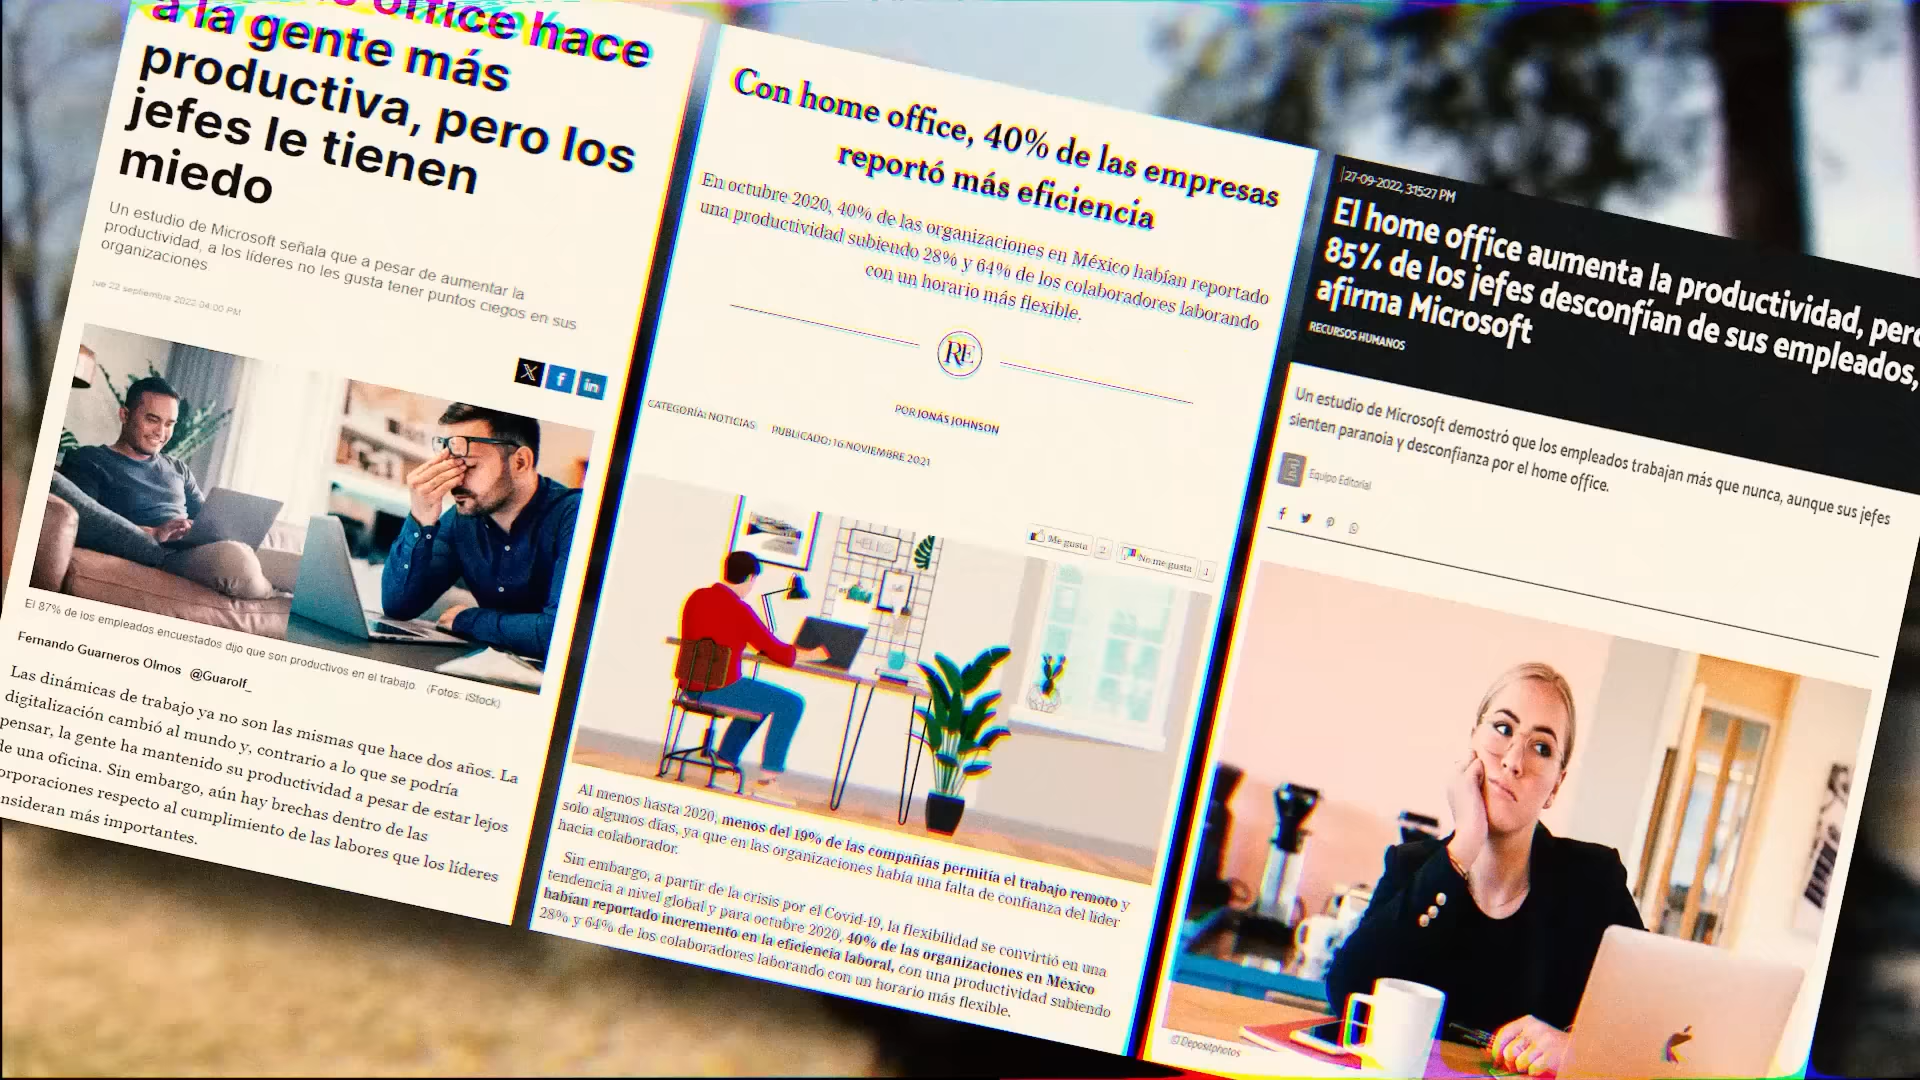 office hace
a la gente más
productiva, pero los
jefes le tienen
miedo
Un estudio de Microsoft señala que a pesar de aumentar la
productividad, a los líderes no les gusta tener puntos ciegos en sus
organizaciones.
jue 22 septiembre 2022 04:00 PM
El 87% de los empleados encuestados dijo que son productivos en el trabajo. (Fotos: iStock)
Fernando Guarneros Olmos @Guarolf_
Las dinámicas de trabajo ya no son las mismas que hace dos años. La
digitalización cambió al mundo y, contrario a lo que se podría
pensar, la gente ha mantenido su productividad a pesar de estar lejos
de una oficina. Sin embargo, aún hay brechas dentro de las
orporaciones respecto al cumplimiento de las labores que los líderes
nsideran más importantes.
Con home office, 40% de las empresas
reportó más eficiencia
En octubre 2020, 40% de las organizaciones en México habían reportado
una productividad subiendo 28% y 64% de los colaboradores laborando
con un horario más flexible.
RE
POR JONÁS JOHNSON
CATEGORÍA: NOTICIAS PUBLICADO: 16 NOVIEMBRE 2021
Me gusta 2 No me gusta 1
HELLO!
Al menos hasta 2020, menos del 19% de las compañías permitía el trabajo remoto y
solo algunos días, ya que en las organizaciones había una falta de confianza del líder
hacia colaborador.
Sin embargo, a partir de la crisis por el Covid-19, la flexibilidad se convirtió en una
tendencia a nivel global y para octubre 2020, 40% de las organizaciones en México
habían reportado incremento en la eficiencia laboral, con una productividad subiendo
28% y 64% de los colaboradores laborando con un horario más flexible.
27-09-2022, 3:15:27 PM
El home office aumenta la productividad, pero
85% de los jefes desconfían de sus empleados,
afirma Microsoft
RECURSOS HUMANOS
Un estudio de Microsoft demostró que los empleados trabajan más que nunca, aunque sus jefes
sienten paranoia y desconfianza por el home office.
Equipo Editorial
© Depositphotos